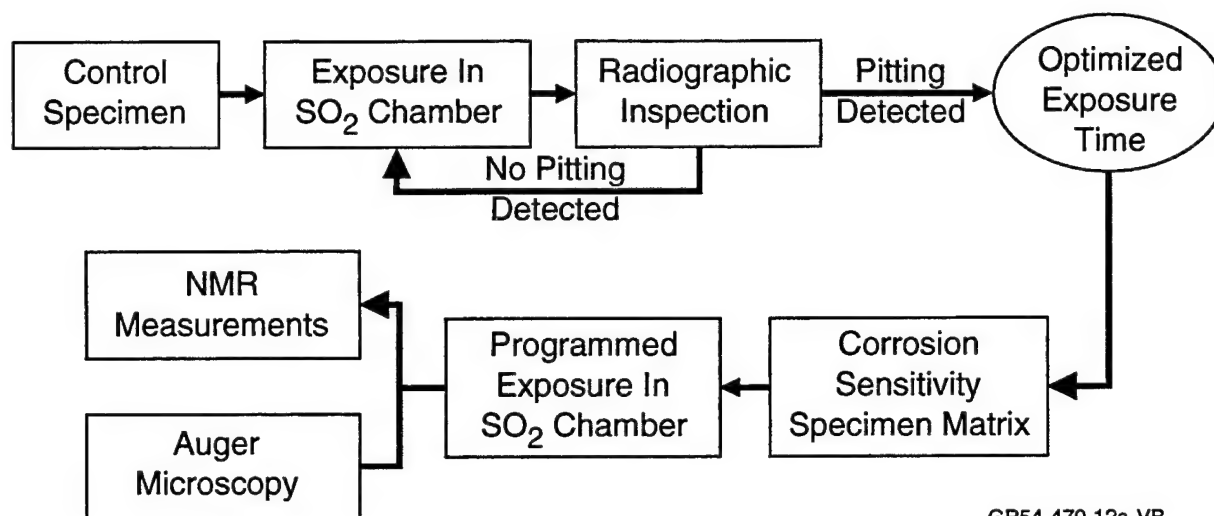 Control
Specimen
Exposure In
SO2 Chamber
Radiographic
Inspection
Pitting
Detected
Optimized
Exposure
Time
No Pitting
Detected
NMR
Measurements
Programmed
Exposure In
SO2 Chamber
Corrosion
Sensitivity
Specimen Matrix
Auger
Microscopy